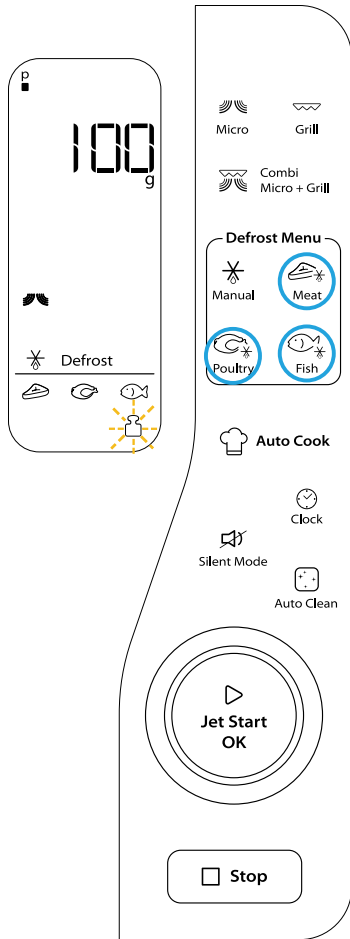 p
100
g
Defrost
Micro
Grill
Combi
Micro + Grill
Defrost Menu
Manual
Meat
Poultry
Fish
Auto Cook
Clock
Silent Mode
Auto Clean
Jet Start
OK
Stop